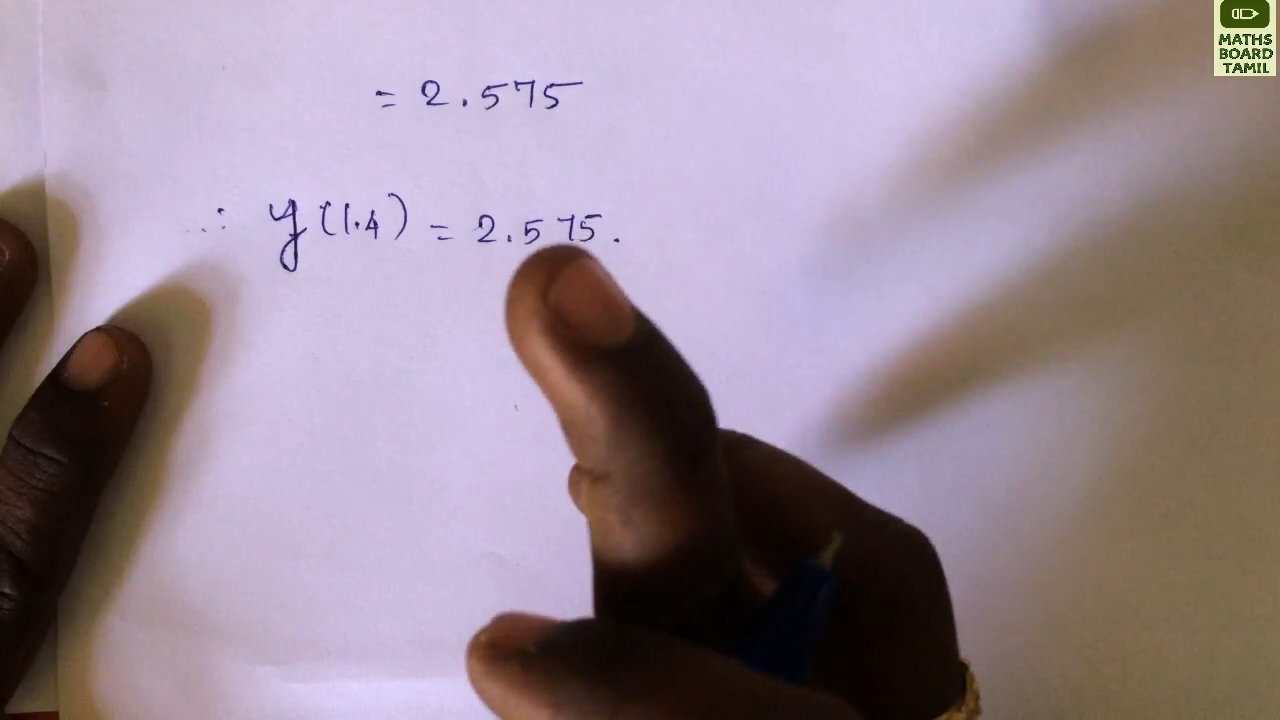 MATHS
BOARD
TAMIL
= 2.575
∴ y(1.4) = 2.575.